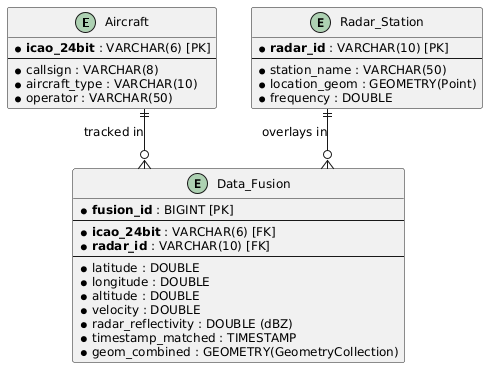 E Aircraft
icao_24bit : VARCHAR(6) [PK]
callsign : VARCHAR(8)
aircraft_type : VARCHAR(10)
operator : VARCHAR(50)
E Radar_Station
radar_id : VARCHAR(10) [PK]
station_name : VARCHAR(50)
location_geom : GEOMETRY(Point)
frequency : DOUBLE
tracked in
overlays in
E Data_Fusion
fusion_id : BIGINT [PK]
icao_24bit : VARCHAR(6) [FK]
radar_id : VARCHAR(10) [FK]
latitude : DOUBLE
longitude : DOUBLE
altitude : DOUBLE
velocity : DOUBLE
radar_reflectivity : DOUBLE (dBZ)
timestamp_matched : TIMESTAMP
geom_combined : GEOMETRY(GeometryCollection)